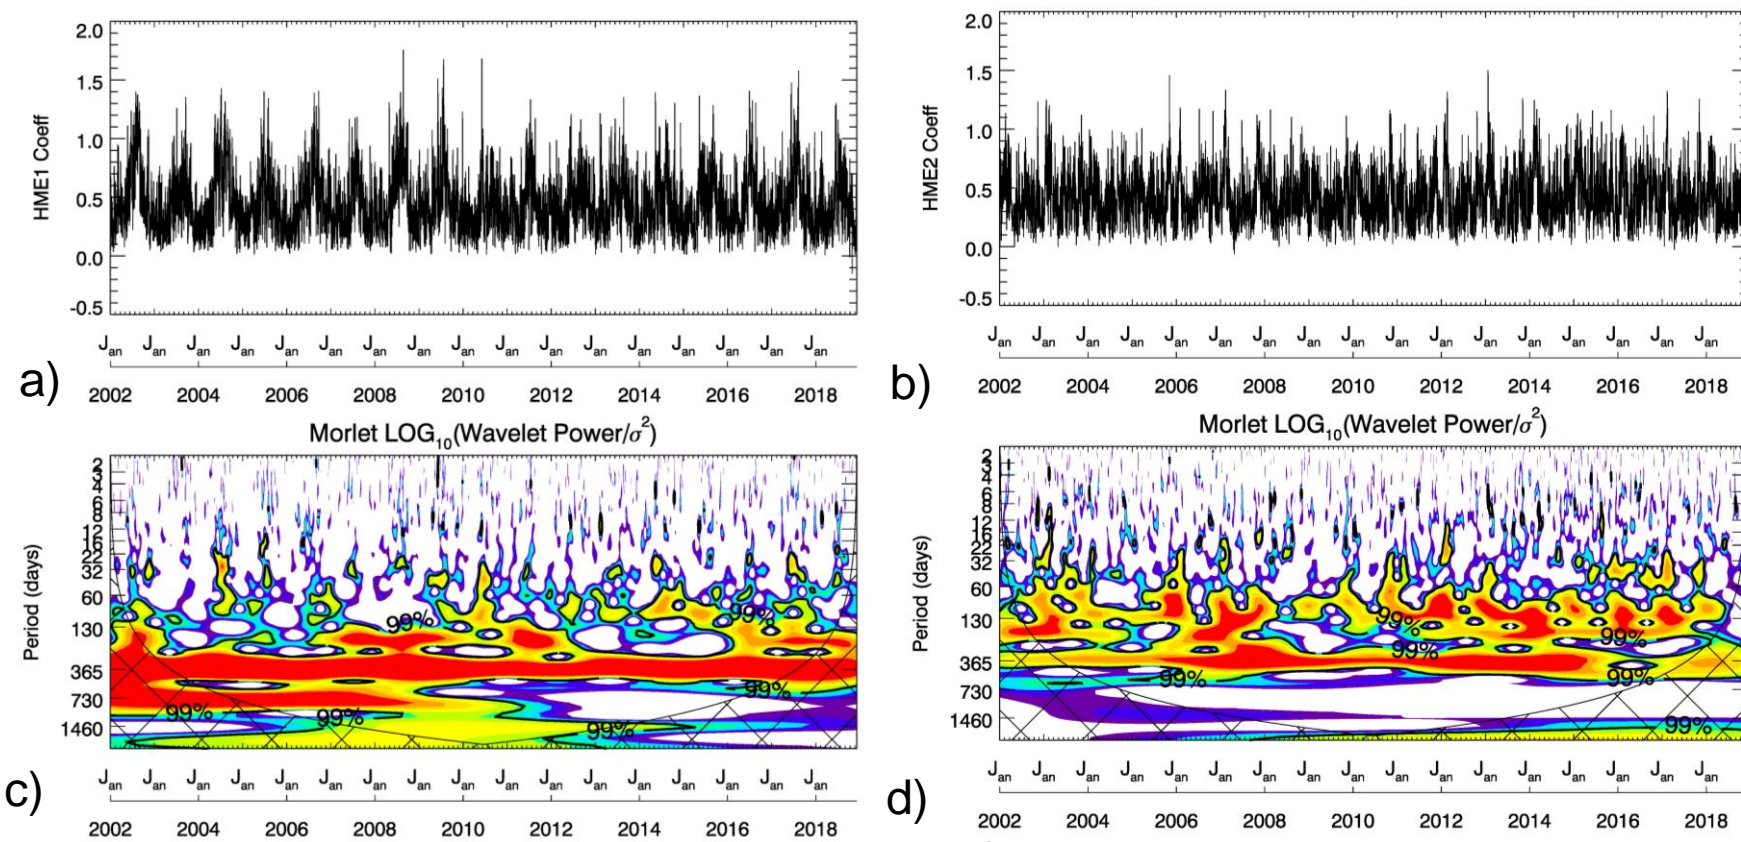 2.0
1.5
1.0
0.5
0.0
-0.5
HME1 Coeff
Jan Jan Jan Jan Jan Jan Jan Jan Jan Jan Jan Jan Jan Jan Jan Jan Jan
2002 2004 2006 2008 2010 2012 2014 2016 2018
a)
2.0
1.5
1.0
0.5
0.0
-0.5
HME2 Coeff
Jan Jan Jan Jan Jan Jan Jan Jan Jan Jan Jan Jan Jan Jan Jan Jan Jan
2002 2004 2006 2008 2010 2012 2014 2016 2018
b)
Morlet LOG₁₀(Wavelet Power/σ²)
2
3
4
6
8
12
16
22
32
60
130
365
730
1460
Period (days)
99%
99%
99%
99%
99%
99%
Jan Jan Jan Jan Jan Jan Jan Jan Jan Jan Jan Jan Jan Jan Jan Jan Jan
2002 2004 2006 2008 2010 2012 2014 2016 2018
c)
Morlet LOG₁₀(Wavelet Power/σ²)
2
3
4
6
8
12
16
22
32
60
130
365
730
1460
Period (days)
99%
99%
99%
99%
99%
99%
Jan Jan Jan Jan Jan Jan Jan Jan Jan Jan Jan Jan Jan Jan Jan Jan Jan
2002 2004 2006 2008 2010 2012 2014 2016 2018
d)